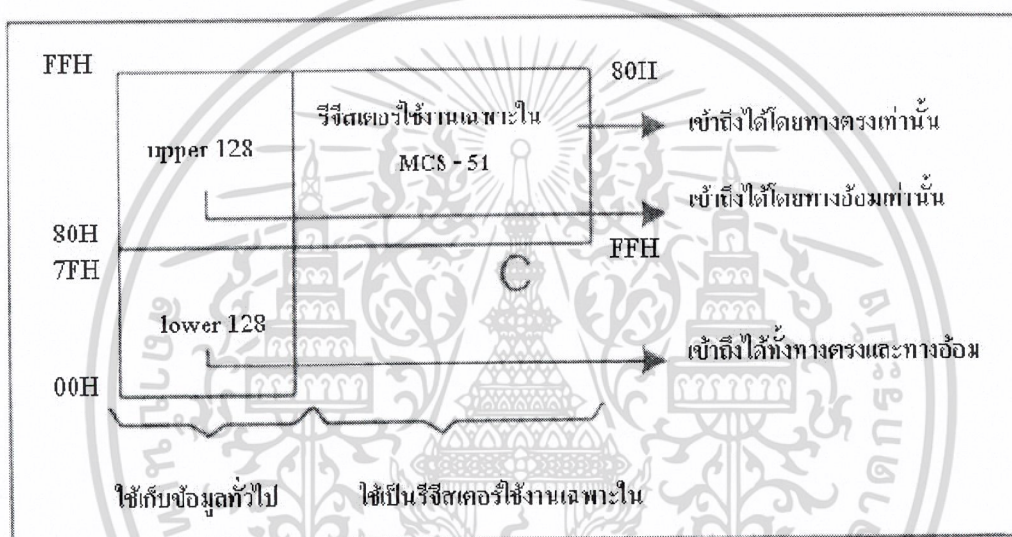 FFH
80H
รีจีสเตอร์ใช้งานเฉพาะใน
เข้าถึงได้โดยทางตรงเท่านั้น
upper 128
MCS - 51
เข้าถึงได้โดยทางอ้อมเท่านั้น
80H
FFH
7FH
C
lower 128
เข้าถึงได้ทั้งทางตรงและทางอ้อม
00H
ใช้เก็บข้อมูลทั่วไป
ใช้เป็นรีจีสเตอร์ใช้งานเฉพาะใน